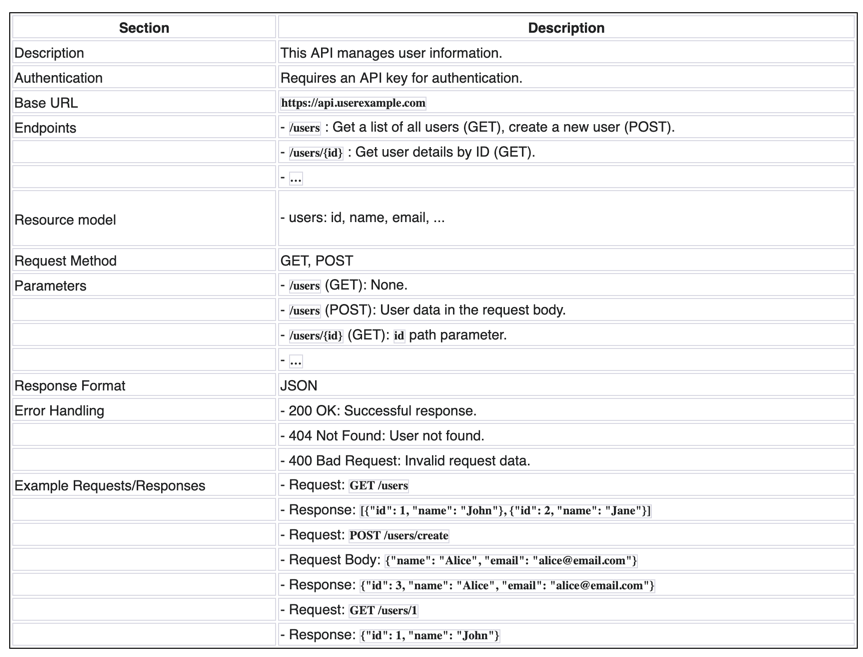 Section Description
Description This API manages user information.
Authentication Requires an API key for authentication.
Base URL https://api.userexample.com
Endpoints - /users : Get a list of all users (GET), create a new user (POST).
- /users/{id} : Get user details by ID (GET).
- ...
Resource model - users: id, name, email, ...
Request Method GET, POST
Parameters - /users (GET): None.
- /users (POST): User data in the request body.
- /users/{id} (GET): id path parameter.
- ...
Response Format JSON
Error Handling - 200 OK: Successful response.
- 404 Not Found: User not found.
- 400 Bad Request: Invalid request data.
Example Requests/Responses - Request: GET /users
- Response: [{"id": 1, "name": "John"}, {"id": 2, "name": "Jane"}]
- Request: POST /users/create
- Request Body: {"name": "Alice", "email": "alice@email.com"}
- Response: {"id": 3, "name": "Alice", "email": "alice@email.com"}
- Request: GET /users/1
- Response: {"id": 1, "name": "John"}